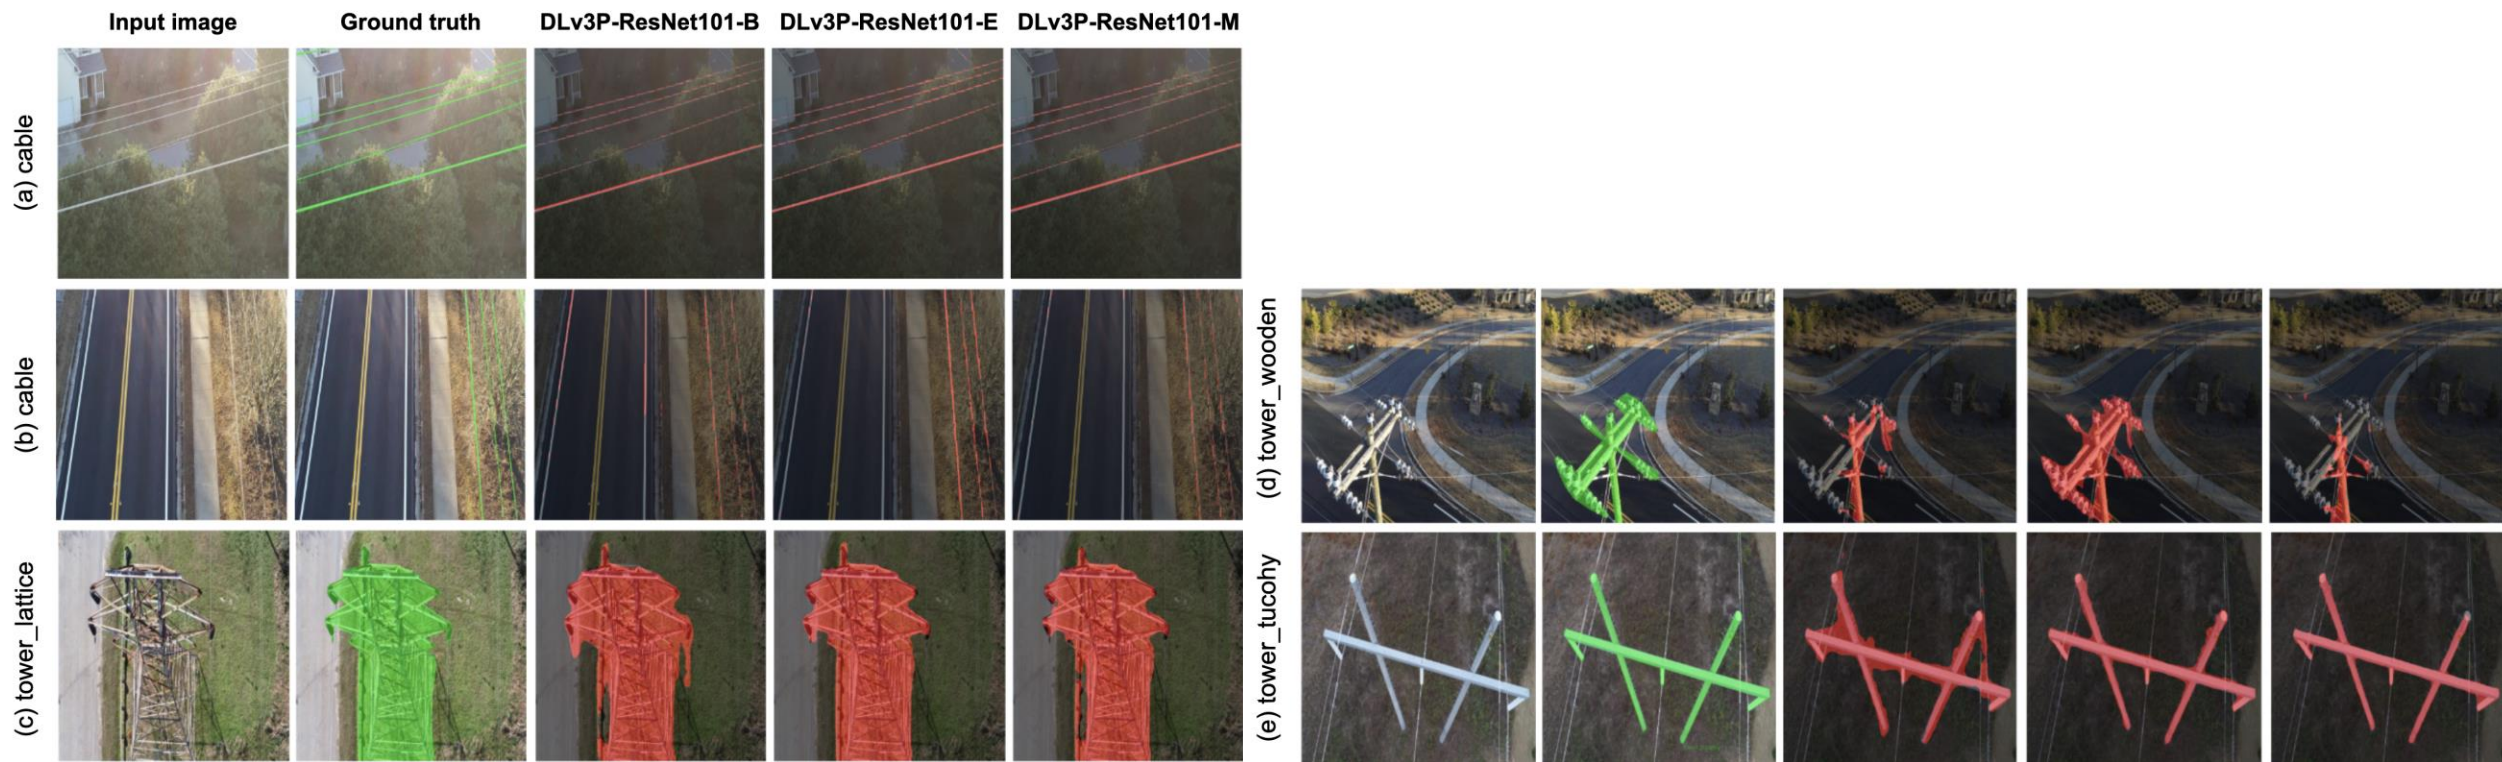 Input image
Ground truth
DLv3P-ResNet101-B
DLv3P-ResNet101-E
DLv3P-ResNet101-M
(a) cable
(b) cable
(c) tower_lattice
(d) tower_wooden
(e) tower_tucohy